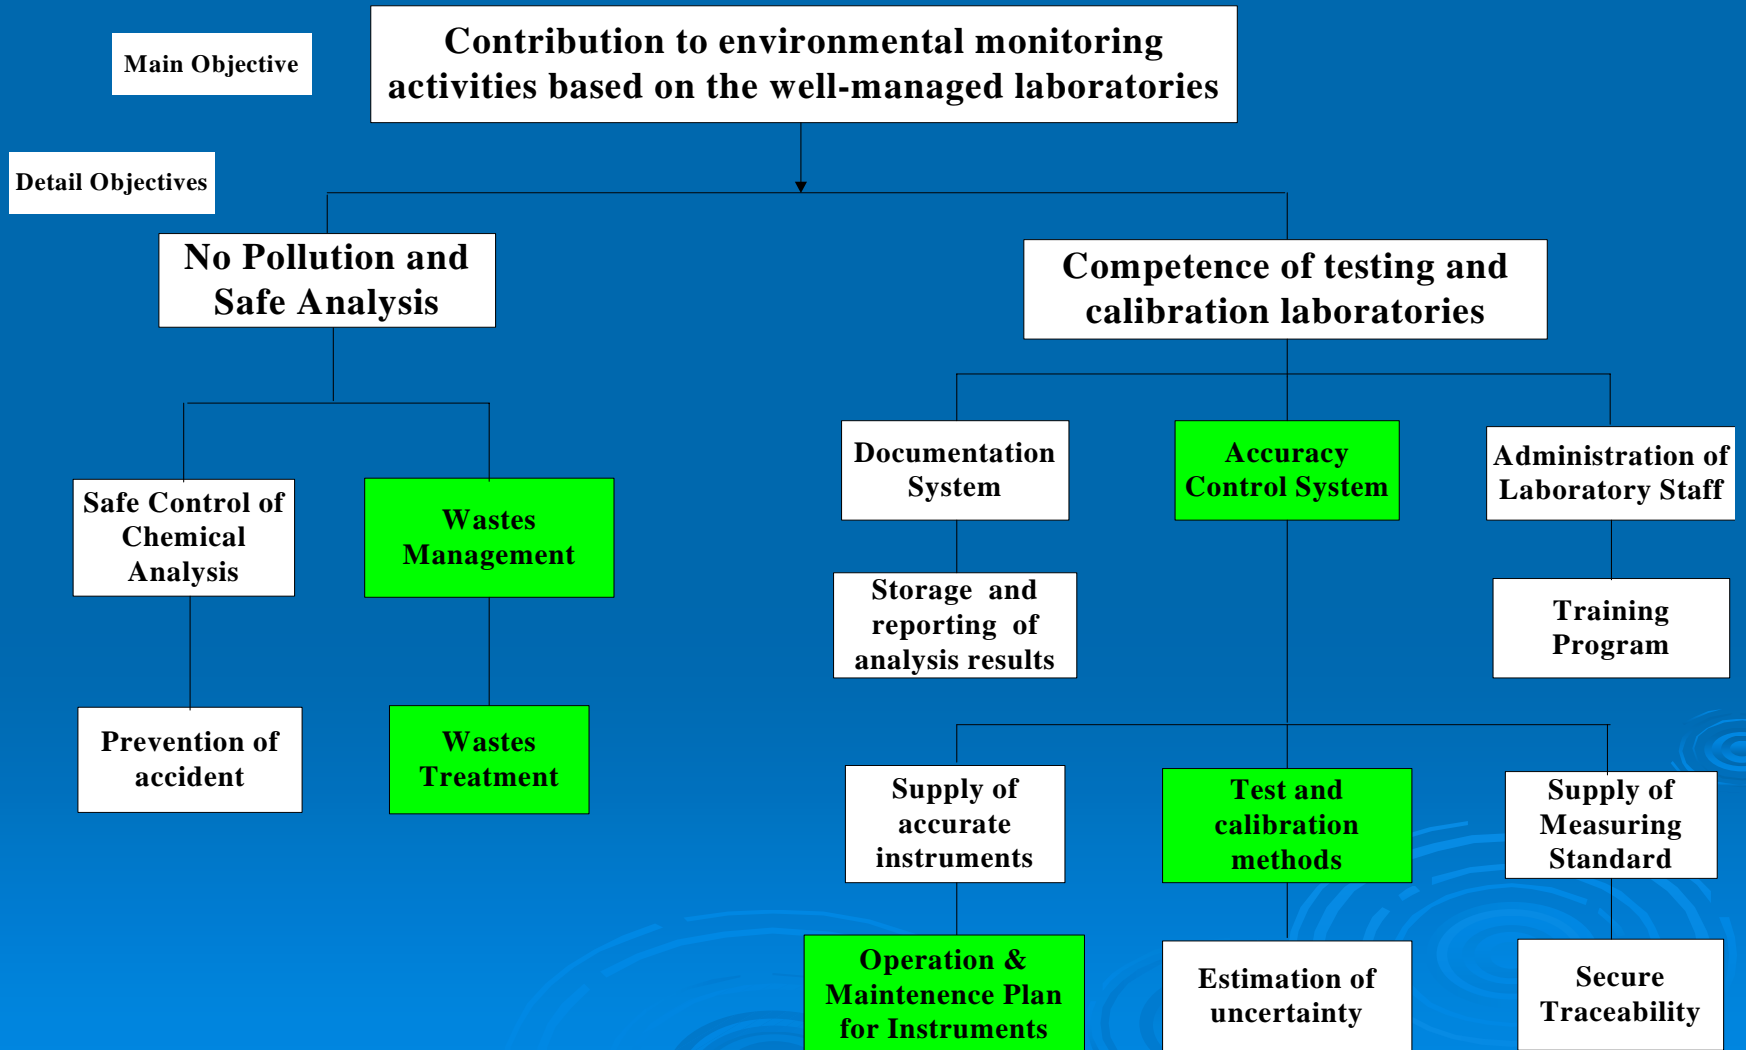 Main Objective
Contribution to environmental monitoring
activities based on the well-managed laboratories
Detail Objectives
No Pollution and
Safe Analysis
Competence of testing and
calibration laboratories
Safe Control of
Chemical
Analysis
Wastes
Management
Documentation
System
Accuracy
Control System
Administration of
Laboratory Staff
Storage and
reporting of
analysis results
Training
Program
Prevention of
accident
Wastes
Treatment
Supply of
accurate
instruments
Test and
calibration
methods
Supply of
Measuring
Standard
Operation &
Maintenence Plan
for Instruments
Estimation of
uncertainty
Secure
Traceability